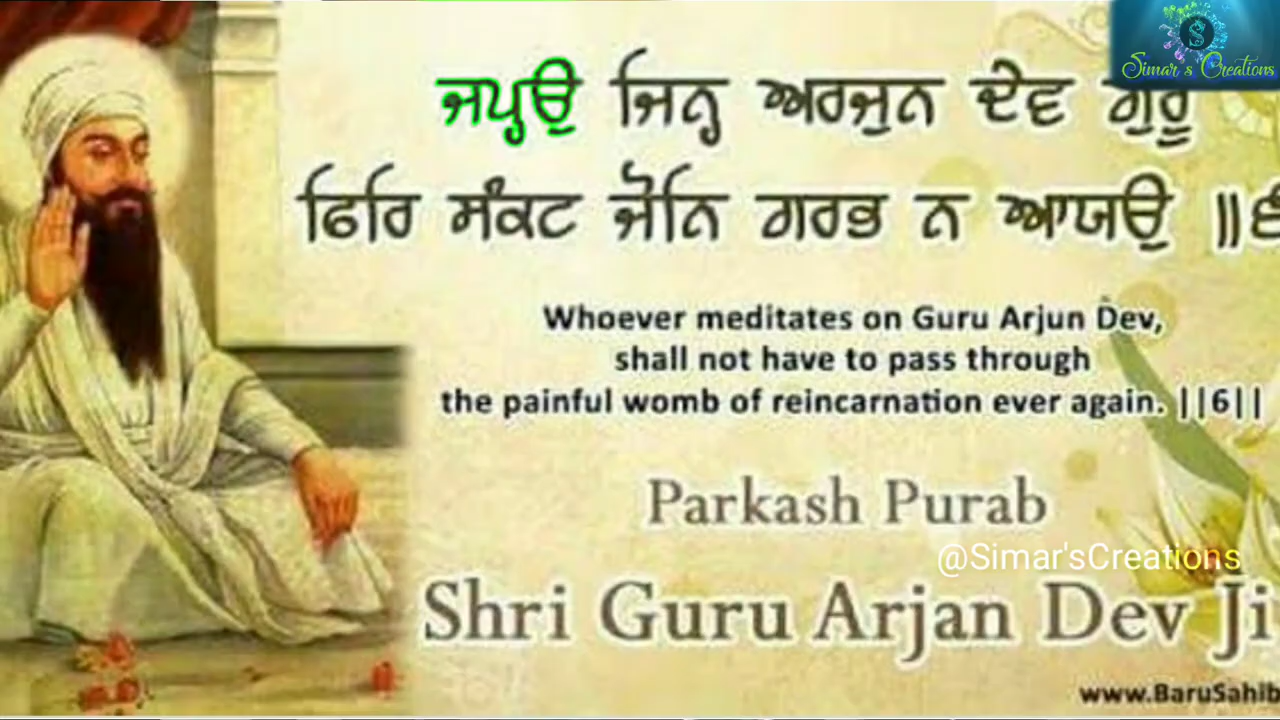 Simar's Creations
ਜਪ੍ਹਉ ਜਿਨ੍ਹ ਅਰਜੁਨ ਦੇਵ ਗੁਰੂ
ਫਿਰਿ ਸੰਕਟ ਜੋਨਿ ਗਰਭ ਨ ਆਯਉ ॥੬
Whoever meditates on Guru Arjun Dev,
shall not have to pass through
the painful womb of reincarnation ever again. ||6||
Parkash Purab
@Simar'sCreations
Shri Guru Arjan Dev Ji
www.BaruSahib